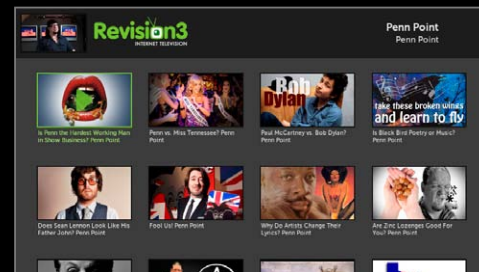 Revision3
INTERNET TELEVISION
Penn Point
Penn Point
Bob
Dylan
take these broken wings
and learn to fly
Is Penn the Hardest Working Man
in Show Business? Penn Point
Penn vs. Miss Tennessee? Penn
Point
Paul McCartney vs. Bob Dylan?
Penn Point
Is Black Bird Poetry or Music?
Penn Point
Does Sean Lennon Look Like His
Father John? Penn Point
Fool Us! Penn Point
Why Do Artists Change Their
Lyrics? Penn Point
Are Zinc Lozenges Good For
You? Penn Point